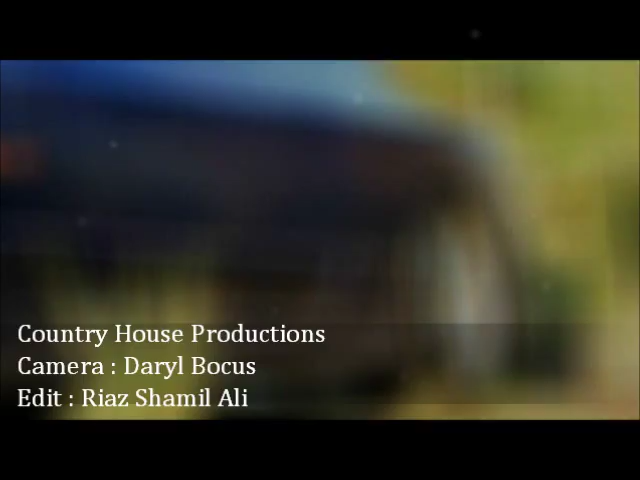 Country House Productions
Camera : Daryl Bocus
Edit : Riaz Shamil Ali